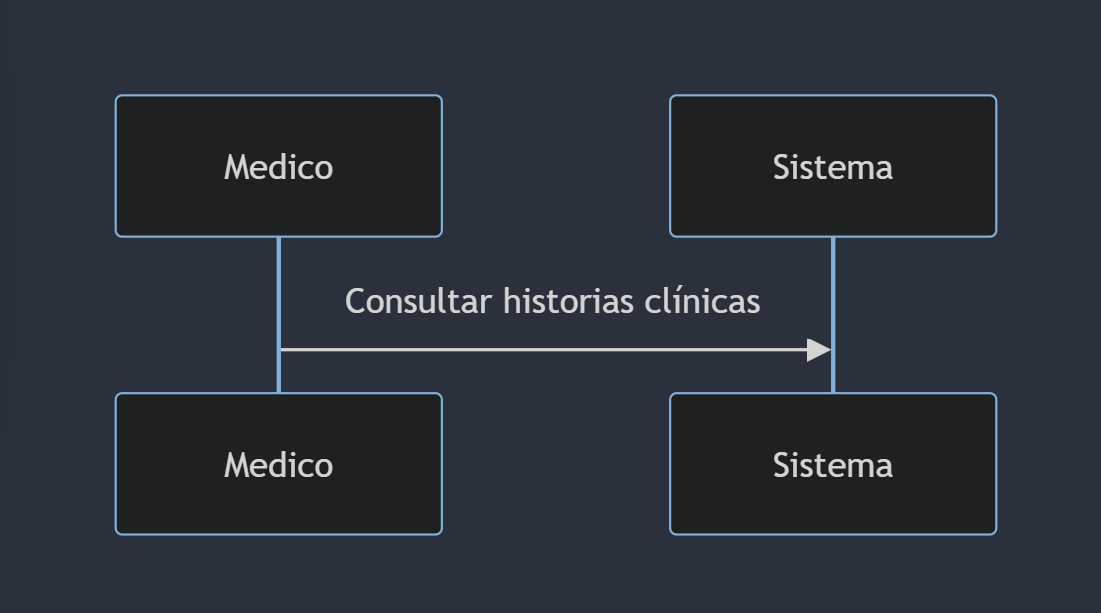 Medico
Sistema
Consultar historias clínicas
Medico
Sistema